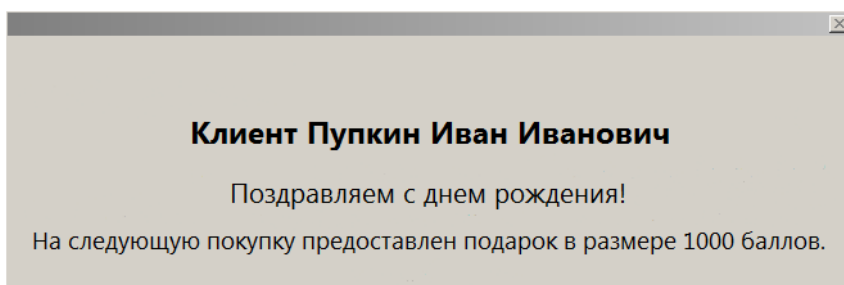 Клиент Пупкин Иван Иванович
Поздравляем с днем рождения!
На следующую покупку предоставлен подарок в размере 1000 баллов.